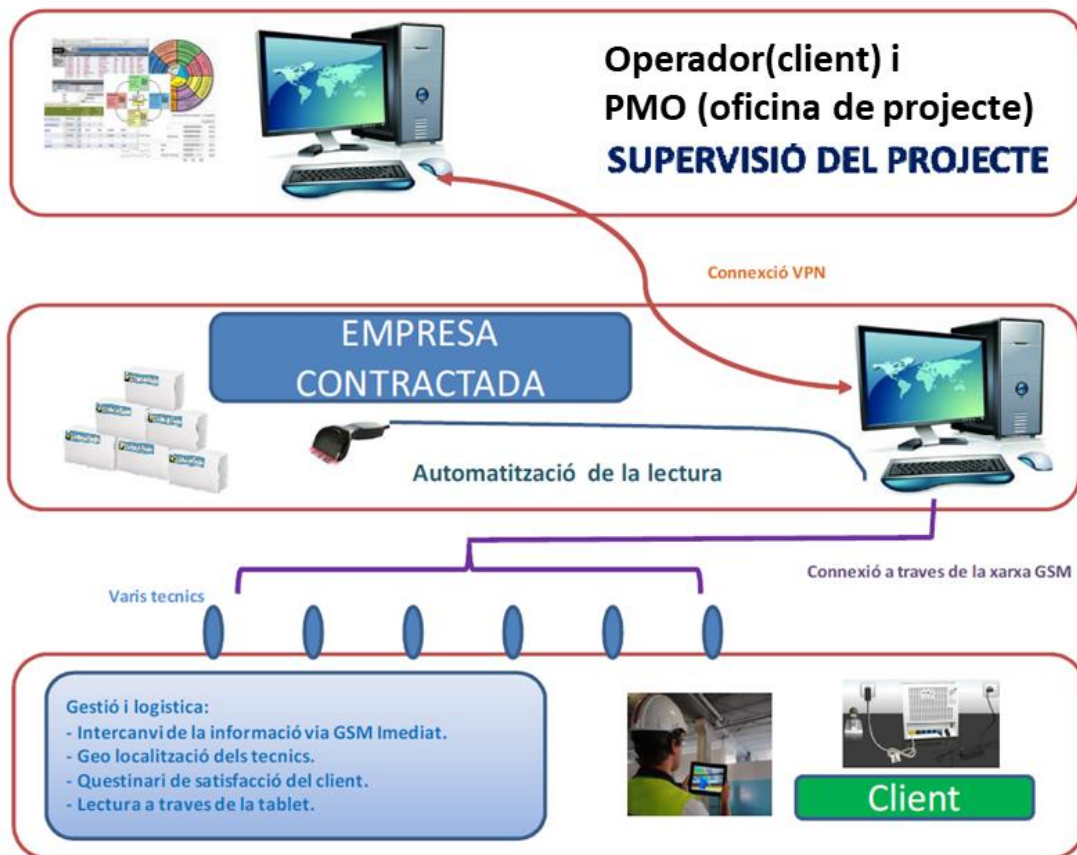 Operador(client) i
PMO (oficina de projecte)
SUPERVISIÓ DEL PROJECTE
Connexció VPN
EMPRESA
CONTRACTADA
Automatització de la lectura
Connexió a traves de la xarxa GSM
Varis tecnics
Gestió i logistica:
- Intercanvi de la informació via GSM Imediat.
- Geo localització dels tecnics.
- Questinari de satisfacció del client.
- Lectura a traves de la tablet.
Client